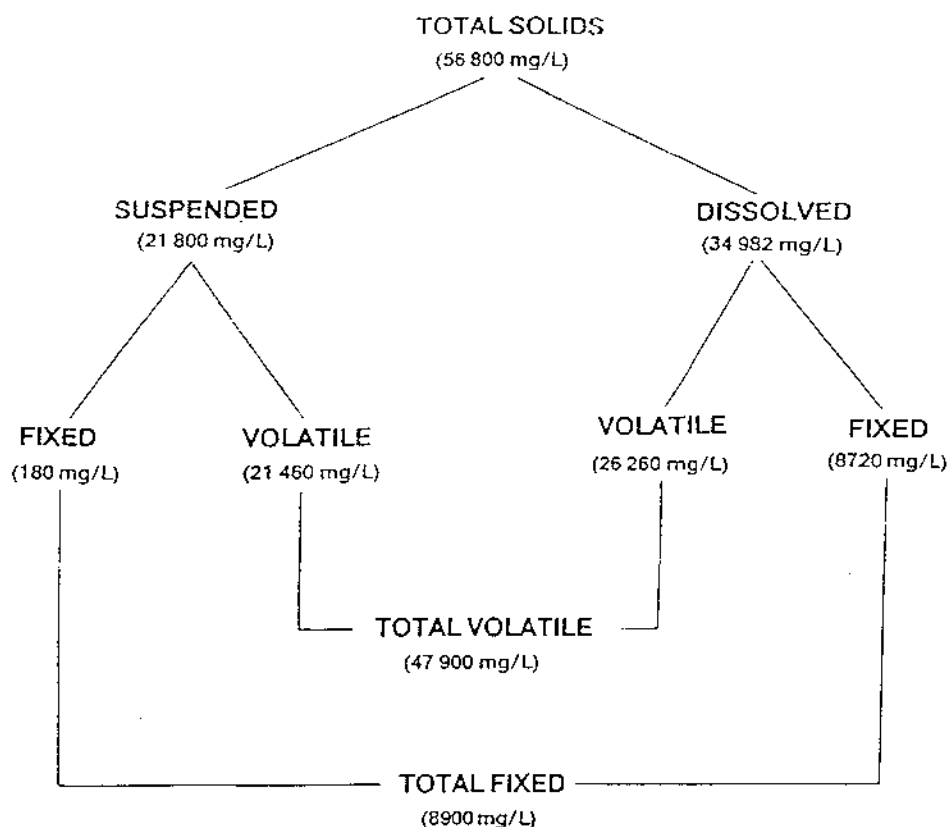 TOTAL SOLIDS
(56 800 mg/L)
SUSPENDED
(21 800 mg/L)
DISSOLVED
(34 982 mg/L)
FIXED
(180 mg/L)
VOLATILE
(21 460 mg/L)
VOLATILE
(26 260 mg/L)
FIXED
(8720 mg/L)
TOTAL VOLATILE
(47 900 mg/L)
TOTAL FIXED
(8900 mg/L)